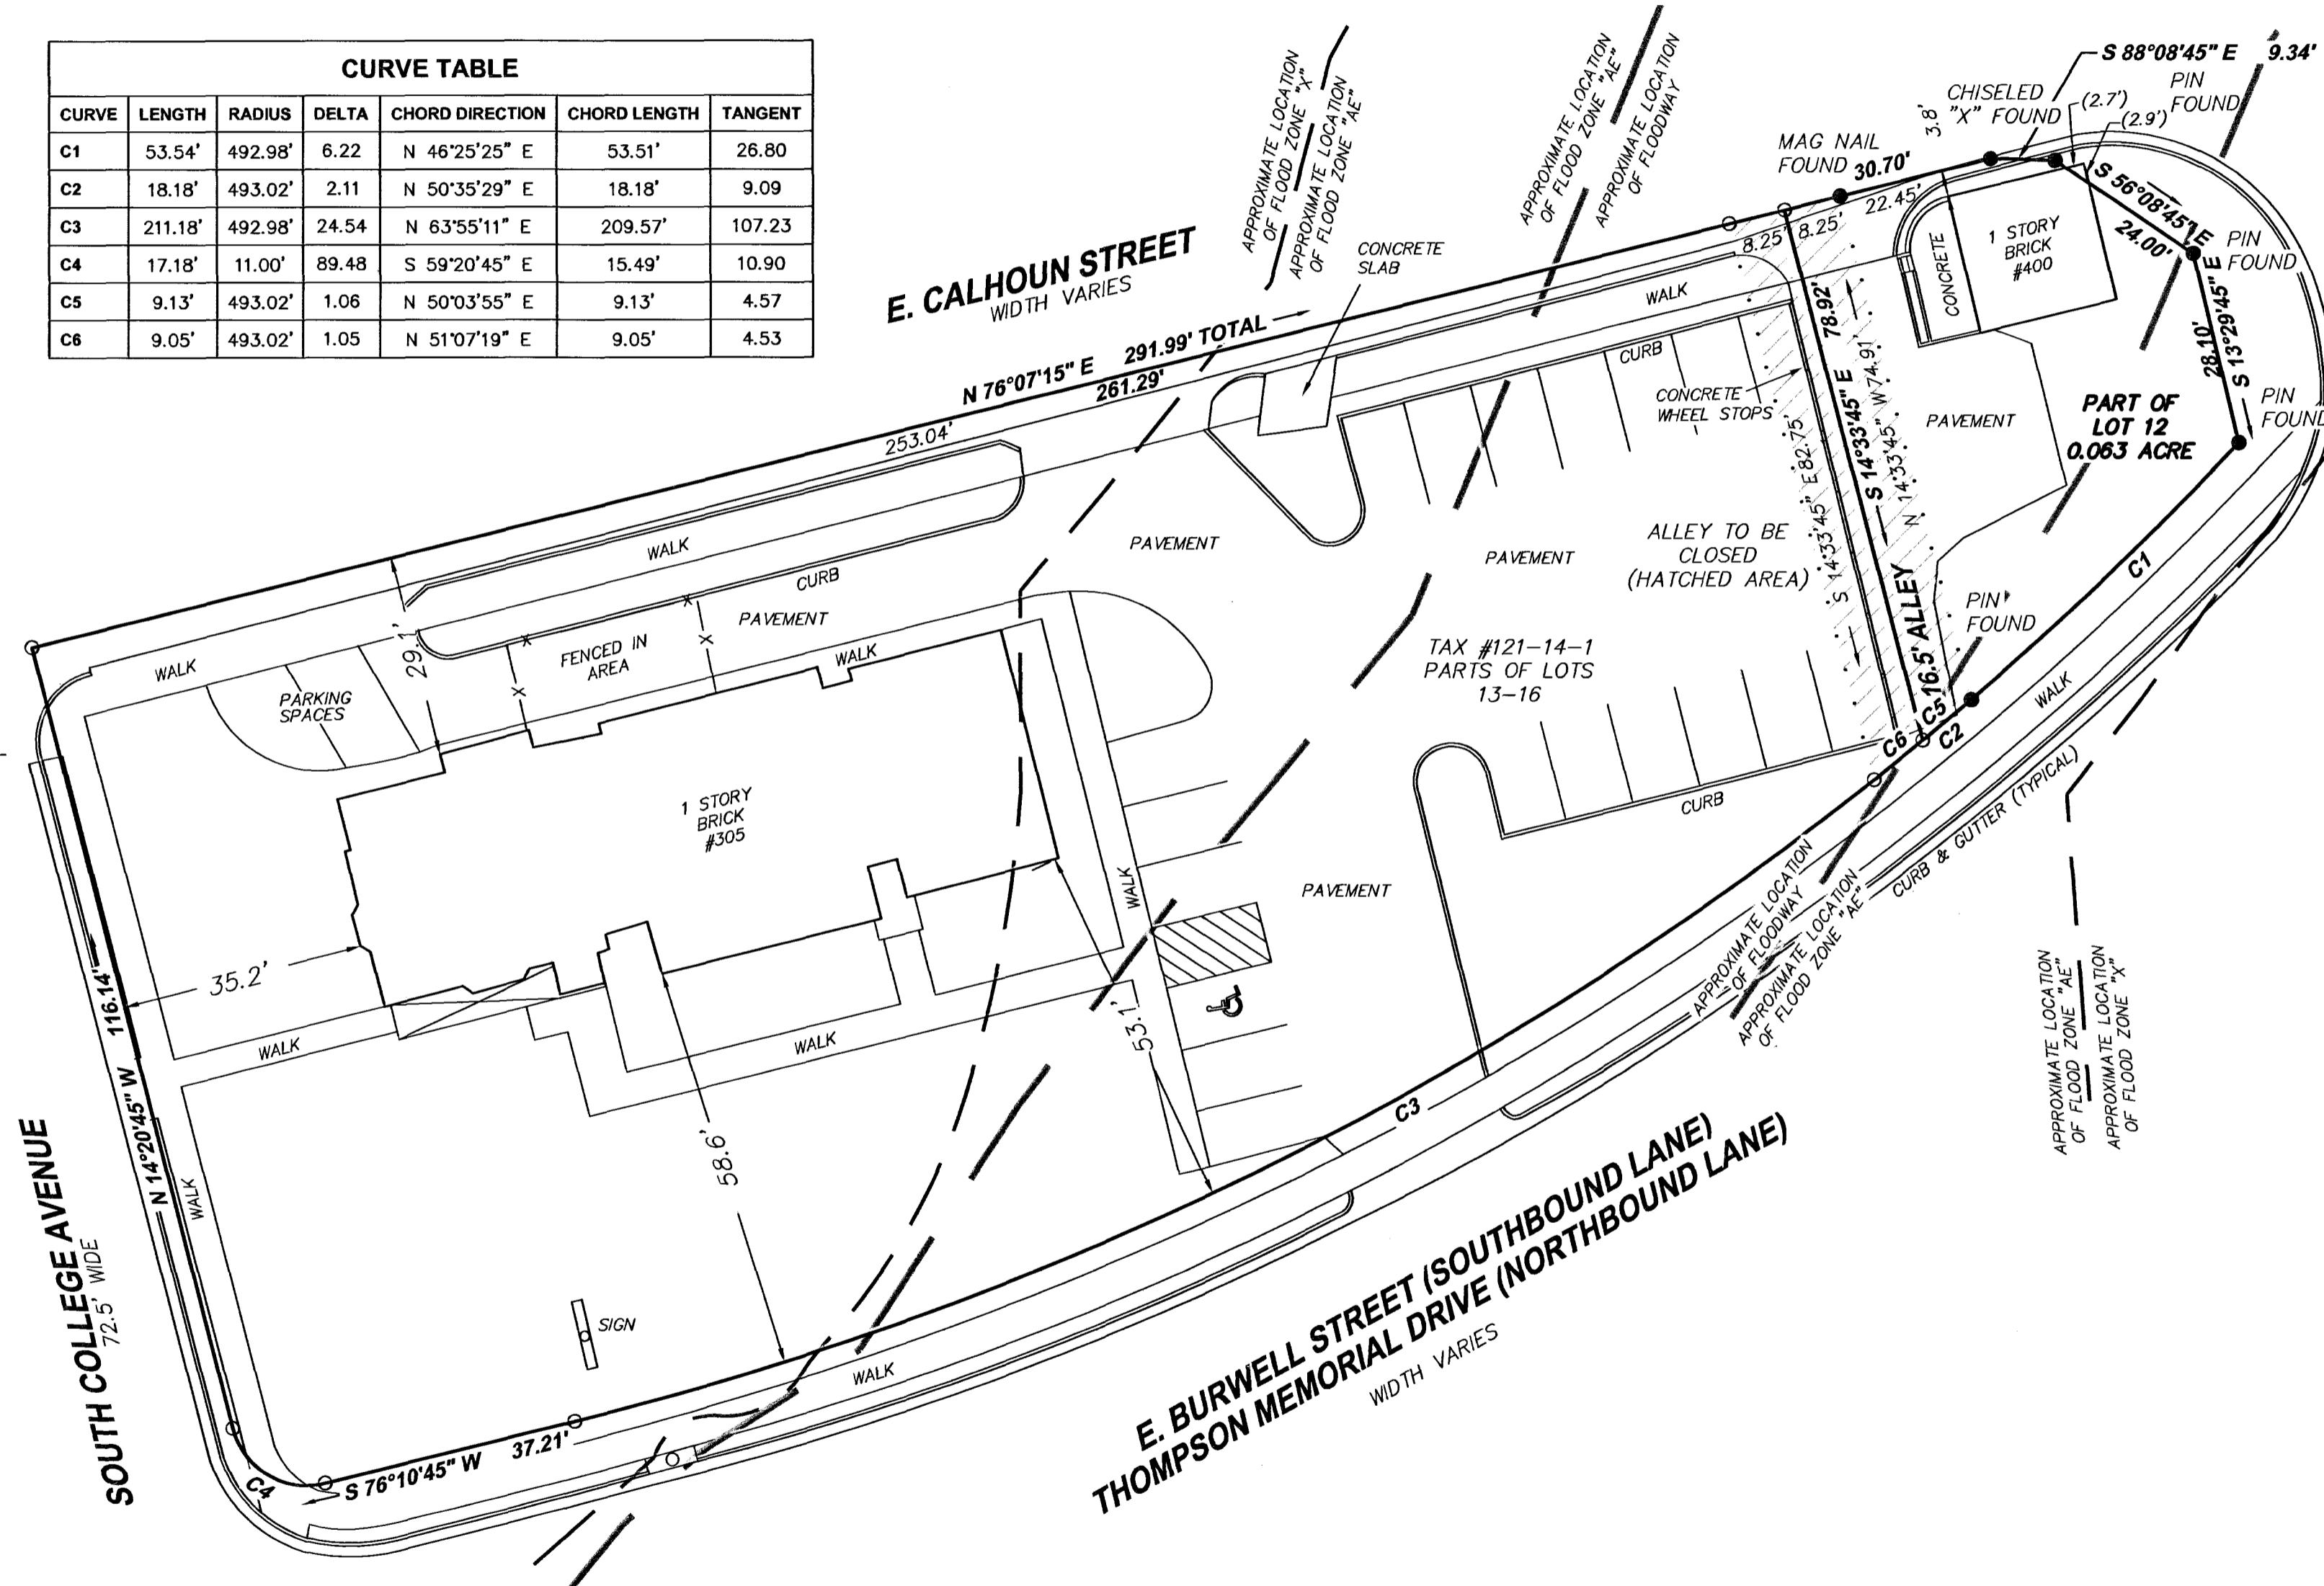 CURVE TABLE
CURVE LENGTH RADIUS DELTA CHORD DIRECTION CHORD LENGTH TANGENT
C1 53.54' 492.98' 6.22 N 46°25'25" E 53.51' 26.80
C2 18.18' 493.02' 2.11 N 50°35'29" E 18.18' 9.09
C3 211.18' 492.98' 24.54 N 63°55'11" E 209.57' 107.23
C4 17.18' 11.00' 89.48 S 59°20'45" E 15.49' 10.90
C5 9.13' 493.02' 1.06 N 50°03'55" E 9.13' 4.57
C6 9.05' 493.02' 1.05 N 51°07'19" E 9.05' 4.53
APPROXIMATE LOCATION
OF FLOOD ZONE "X"
APPROXIMATE LOCATION
OF FLOOD ZONE "AE"
APPROXIMATE LOCATION
OF FLOOD ZONE "AE"
APPROXIMATE LOCATION
OF FLOODWAY
S 88°08'45" E 9.34'
PIN
FOUND
CHISELED
"X" FOUND
(2.7')
(2.9')
3.8'
MAG NAIL
FOUND
30.70'
22.45'
8.25'
8.25'
S 56°08'45" E
24.00'
PIN
FOUND
1 STORY
BRICK
#400
CONCRETE
28.10'
S 13°29'45" E
PIN
FOUND
E. CALHOUN STREET
WIDTH VARIES
CONCRETE
SLAB
WALK
N 76°07'15" E 291.99' TOTAL
261.29'
253.04'
CURB
CONCRETE
WHEEL STOPS
78.92'
S 14°33'45" E
N 14°33'45" W 74.91'
S 14°33'45" E 82.75'
16.5' ALLEY
PAVEMENT
PART OF
LOT 12
0.063 ACRE
WALK
CURB
PAVEMENT
PAVEMENT
PAVEMENT
ALLEY TO BE
CLOSED
(HATCHED AREA)
C1
PIN
FOUND
29.1'
FENCED IN
AREA
X
X
X
X
WALK
WALK
PARKING
SPACES
TAX #121-14-1
PARTS OF LOTS
13-16
C5
C6
C2
WALK
CURB
CURB & GUTTER (TYPICAL)
1 STORY
BRICK
#305
WALK
PAVEMENT
APPROXIMATE LOCATION
OF FLOODWAY
APPROXIMATE LOCATION
OF FLOOD ZONE "AE"
APPROXIMATE LOCATION
OF FLOOD ZONE "AE"
APPROXIMATE LOCATION
OF FLOOD ZONE "X"
35.2'
116.14'
N 14°20'45" W
WALK
WALK
WALK
53.1'
58.6'
C3
SOUTH COLLEGE AVENUE
72.5' WIDE
SIGN
WALK
E. BURWELL STREET (SOUTHBOUND LANE)
THOMPSON MEMORIAL DRIVE (NORTHBOUND LANE)
WIDTH VARIES
C4
S 76°10'45" W 37.21'